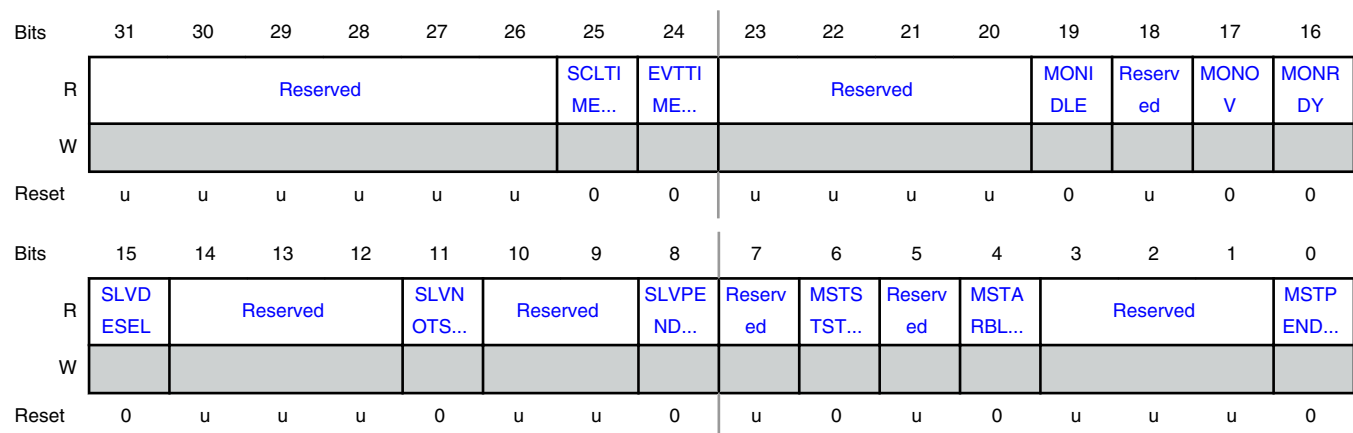 Bits 31 30 29 28 27 26 25 24 23 22 21 20 19 18 17 16
R Reserved SCLTI ME... EVTTI ME... Reserved MONI DLE Reserv ed MONO V MONR DY
W
Reset u u u u u u 0 0 u u u u 0 u 0 0
Bits 15 14 13 12 11 10 9 8 7 6 5 4 3 2 1 0
R SLVD ESEL Reserved SLVN OTS... Reserved SLVPE ND... Reserv ed MSTS TST... Reserv ed MSTA RBL... Reserved MSTP END...
W
Reset 0 u u u 0 u u 0 u 0 u 0 u u u 0